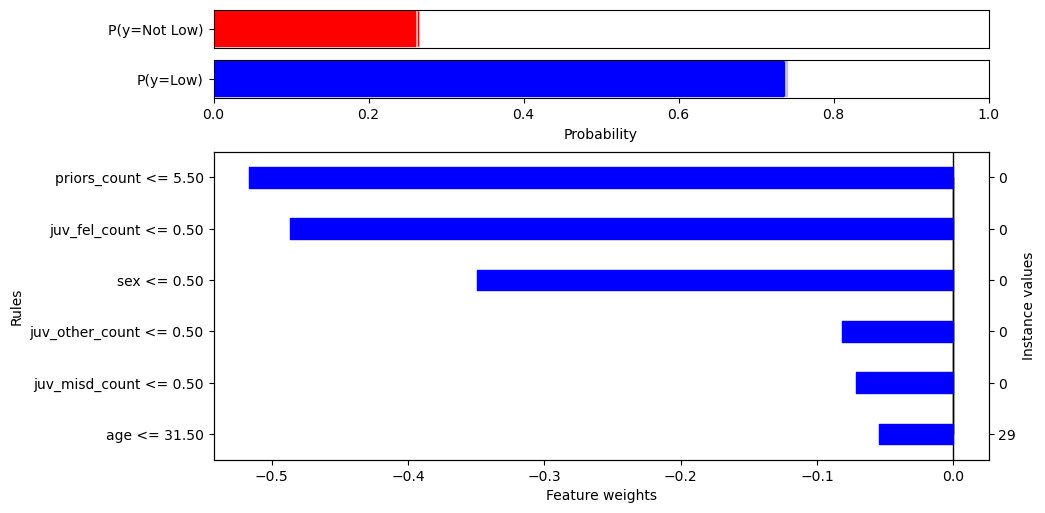 P(y=Not Low)
P(y=Low)
0.0 0.2 0.4 0.6 0.8 1.0
Probability
priors_count <= 5.50 0
juv_fel_count <= 0.50 0
sex <= 0.50 0
juv_other_count <= 0.50 0
juv_misd_count <= 0.50 0
age <= 31.50 29
Rules
Instance values
−0.5 −0.4 −0.3 −0.2 −0.1 0.0
Feature weights